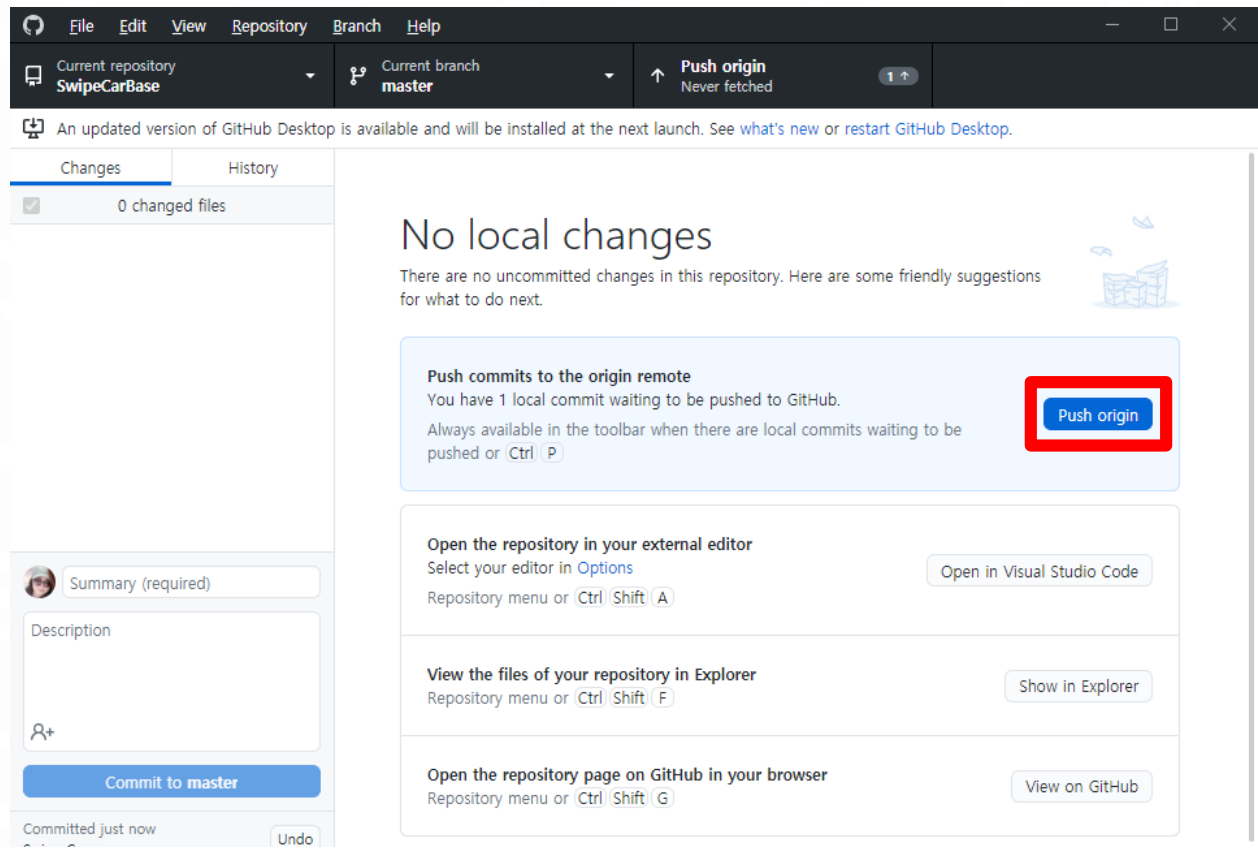 File Edit View Repository Branch Help
Current repository
SwipeCarBase
Current branch
master
Push origin
Never fetched
1
An updated version of GitHub Desktop is available and will be installed at the next launch. See what's new or restart GitHub Desktop.
Changes
History
0 changed files
No local changes
There are no uncommitted changes in this repository. Here are some friendly suggestions
for what to do next.
Push commits to the origin remote
You have 1 local commit waiting to be pushed to GitHub.
Always available in the toolbar when there are local commits waiting to be
pushed or Ctrl P
Push origin
Open the repository in your external editor
Select your editor in Options
Repository menu or Ctrl Shift A
Open in Visual Studio Code
View the files of your repository in Explorer
Repository menu or Ctrl Shift F
Show in Explorer
Open the repository page on GitHub in your browser
Repository menu or Ctrl Shift G
View on GitHub
Summary (required)
Description
Commit to master
Committed just now
Undo